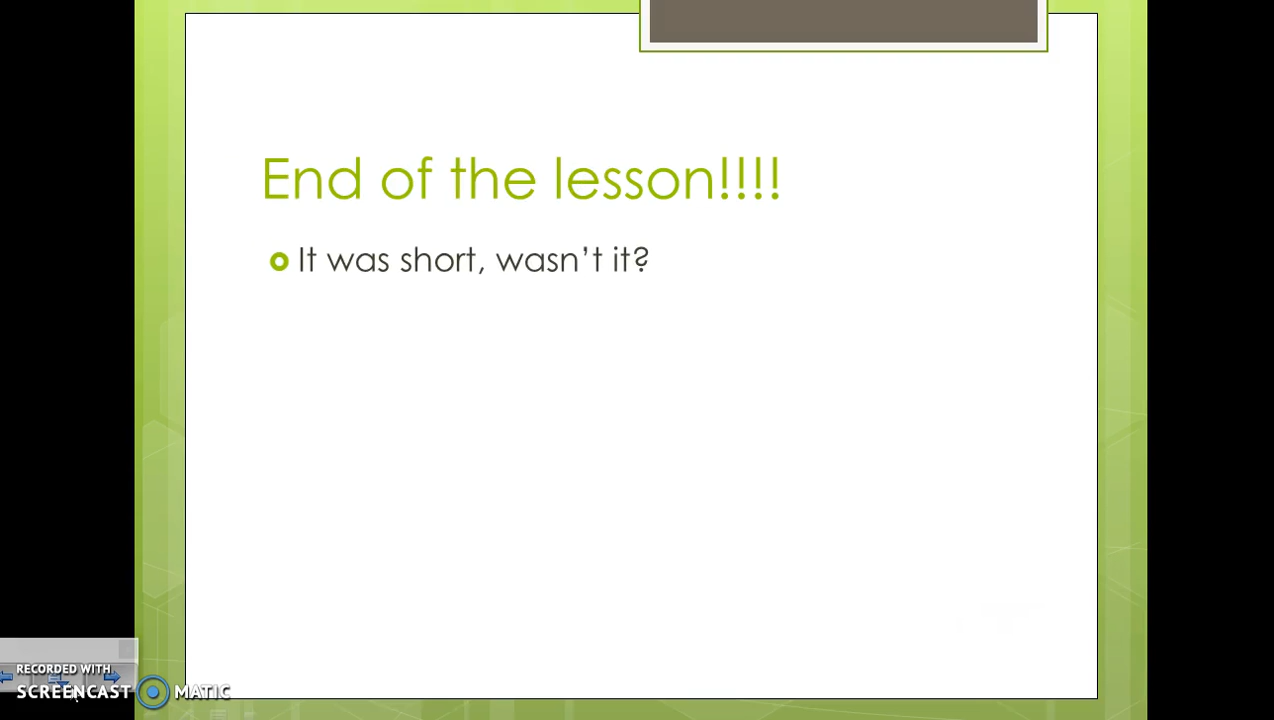 End of the lesson!!!!
It was short, wasn’t it?
RECORDED WITH
SCREENCAST MATIC